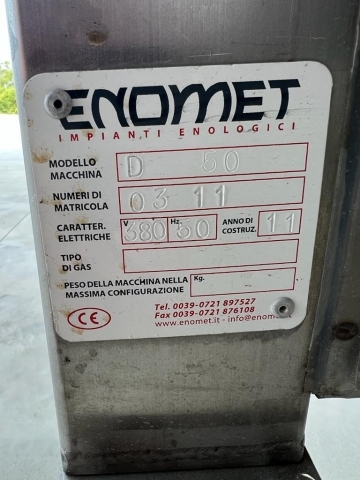 ENOMET
IMPIANTI ENOLOGICI
MODELLO MACCHINA D 50
NUMERI DI MATRICOLA 03 11
CARATTER. ELETTRICHE V 380 Hz. 50 ANNO DI COSTRUZ. 11
TIPO DI GAS
PESO DELLA MACCHINA NELLA MASSIMA CONFIGURAZIONE Kg.
Tel. 0039-0721 897527
Fax 0039-0721 876108
www.enomet.it - info@enomet.it
CE